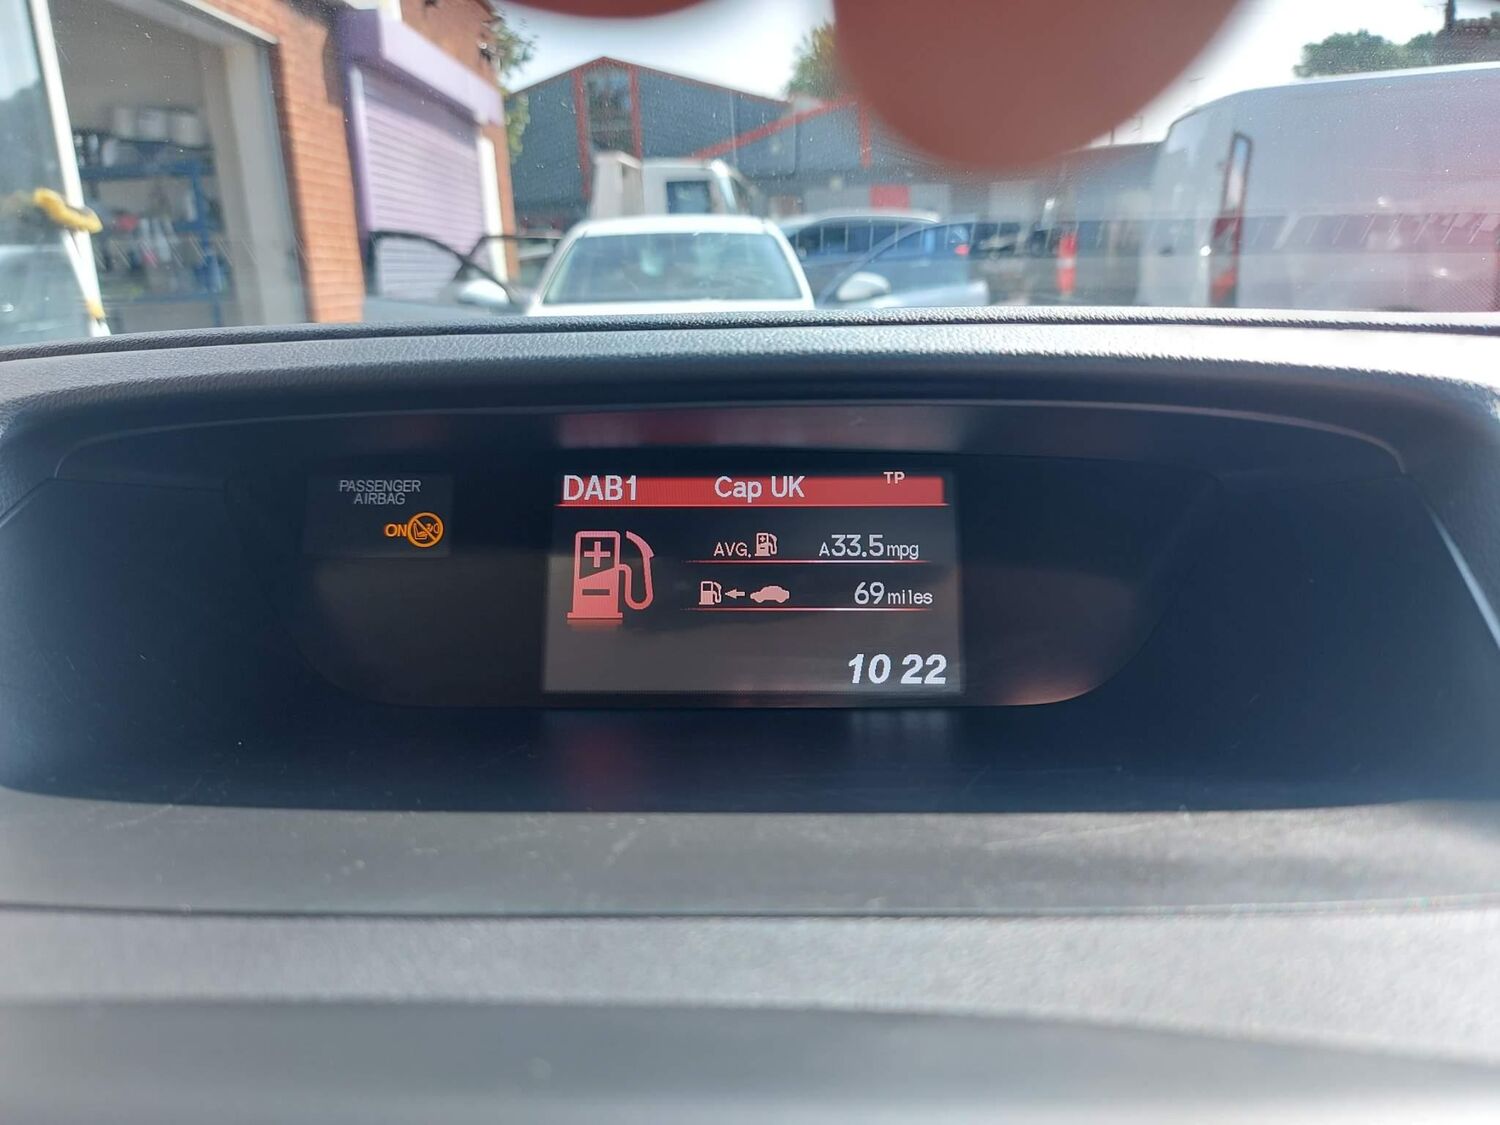 PASSENGER
AIRBAG
ON
DAB1 Cap UK TP
AVG. A33.5mpg
69miles
10 22